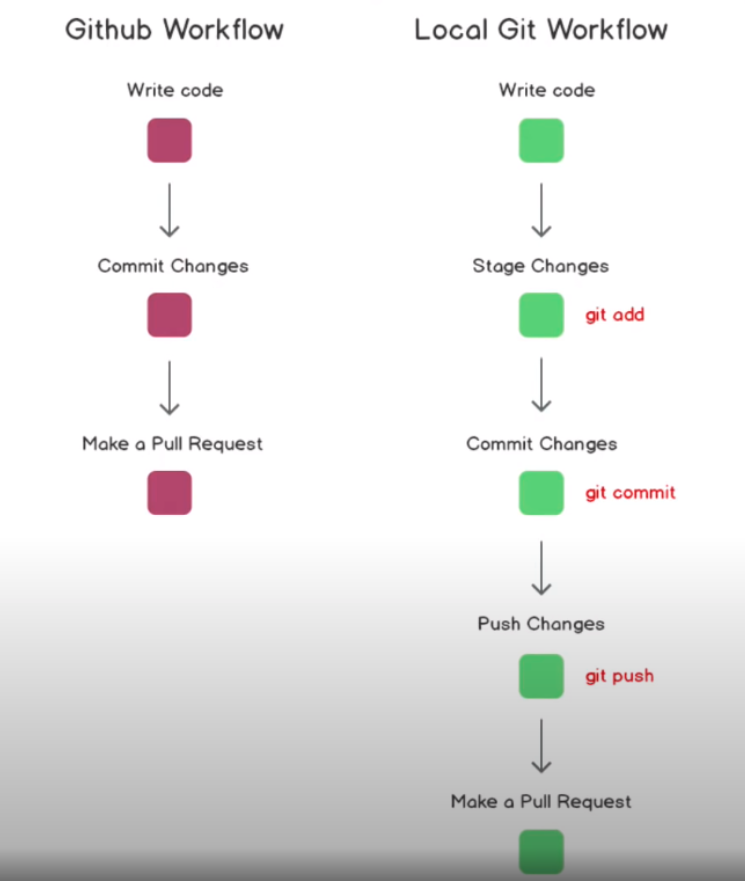 Github Workflow
Write code
Commit Changes
Make a Pull Request
Local Git Workflow
Write code
Stage Changes
git add
Commit Changes
git commit
Push Changes
git push
Make a Pull Request